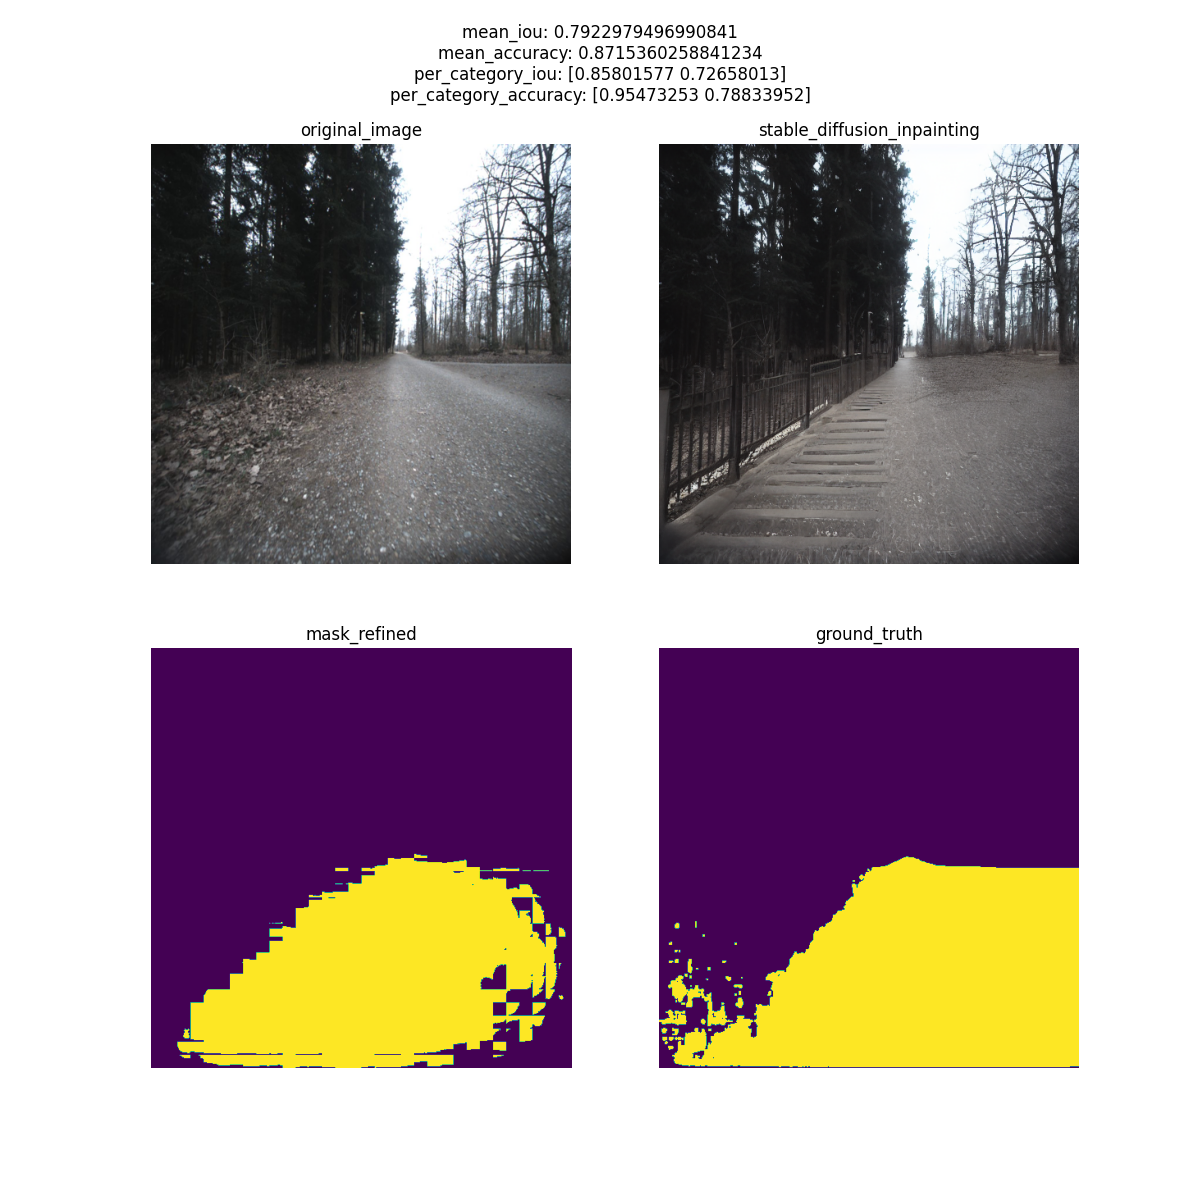 mean_iou: 0.7922979496990841
mean_accuracy: 0.8715360258841234
per_category_iou: [0.85801577 0.72658013]
per_category_accuracy: [0.95473253 0.78833952]
original_image
stable_diffusion_inpainting
mask_refined
ground_truth